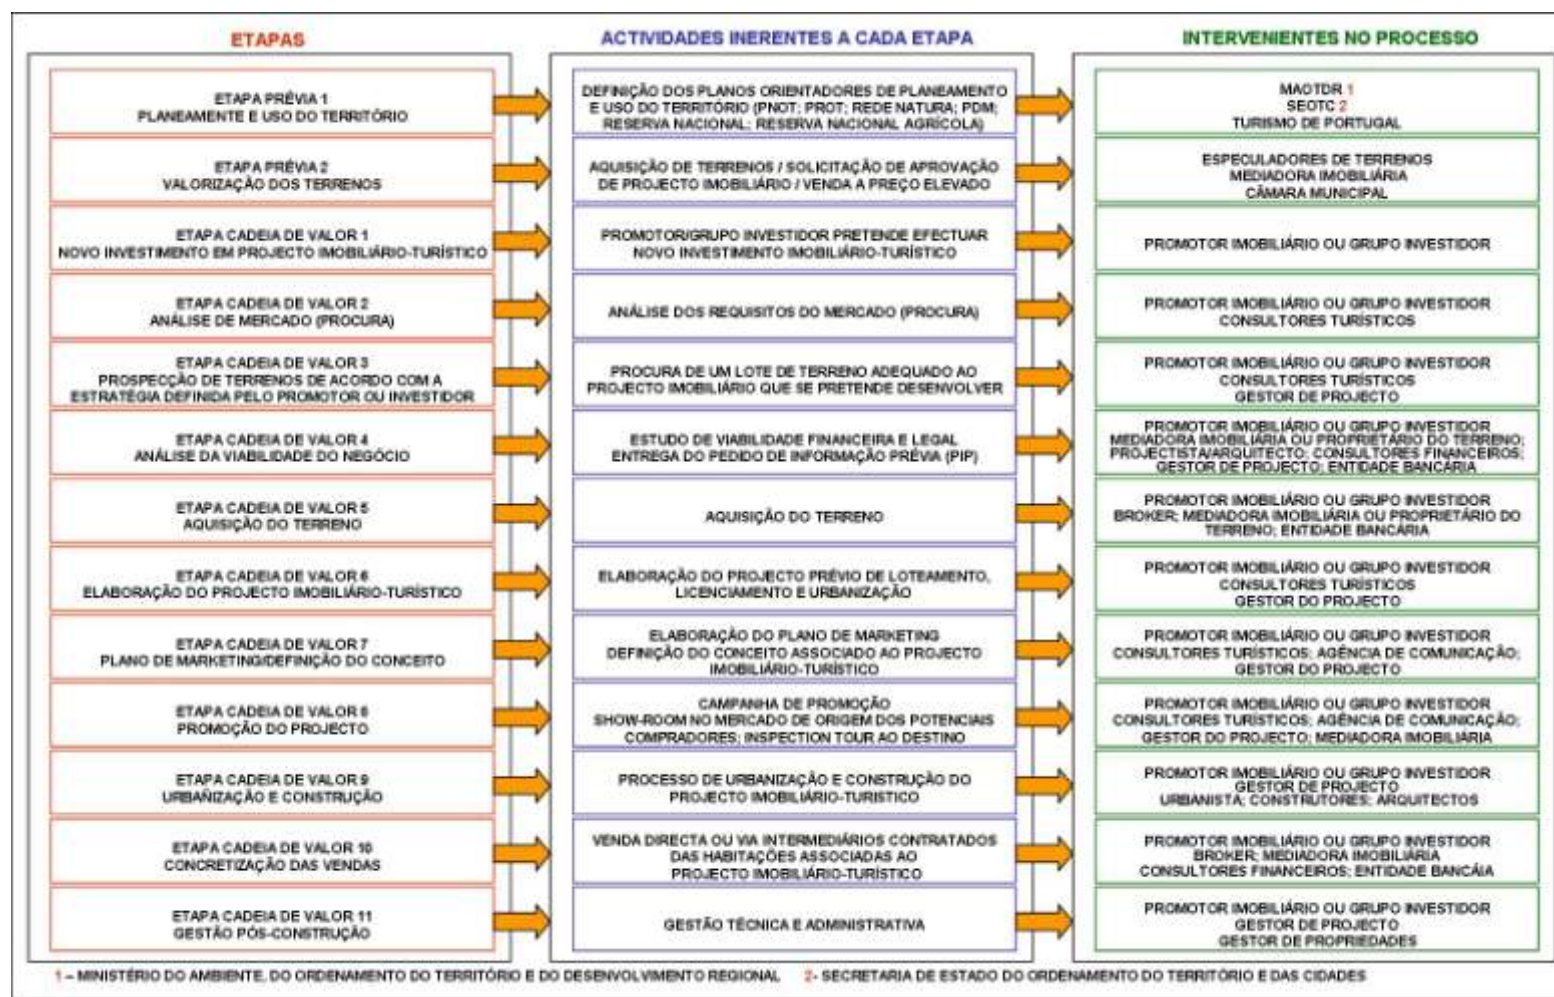 ETAPAS
ACTIVIDADES INERENTES A CADA ETAPA
INTERVENIENTES NO PROCESSO
ETAPA PRÉVIA 1
PLANEAMENTE E USO DO TERRITÓRIO
DEFINIÇÃO DOS PLANOS ORIENTADORES DE PLANEAMENTO
E USO DO TERRITÓRIO (PNOT; PROT; REDE NATURA; PDM;
RESERVA NACIONAL; RESERVA NACIONAL AGRÍCOLA)
MAOTDR 1
SEOTC 2
TURISMO DE PORTUGAL
ETAPA PRÉVIA 2
VALORIZAÇÃO DOS TERRENOS
AQUISIÇÃO DE TERRENOS / SOLICITAÇÃO DE APROVAÇÃO
DE PROJECTO IMOBILIÁRIO / VENDA A PREÇO ELEVADO
ESPECULADORES DE TERRENOS
MEDIADORA IMOBILIÁRIA
CÂMARA MUNICIPAL
ETAPA CADEIA DE VALOR 1
NOVO INVESTIMENTO EM PROJECTO IMOBILIÁRIO-TURÍSTICO
PROMOTOR/GRUPO INVESTIDOR PRETENDE EFECTUAR
NOVO INVESTIMENTO IMOBILIÁRIO-TURÍSTICO
PROMOTOR IMOBILIÁRIO OU GRUPO INVESTIDOR
ETAPA CADEIA DE VALOR 2
ANÁLISE DE MERCADO (PROCURA)
ANÁLISE DOS REQUISITOS DO MERCADO (PROCURA)
PROMOTOR IMOBILIÁRIO OU GRUPO INVESTIDOR
CONSULTORES TURÍSTICOS
ETAPA CADEIA DE VALOR 3
PROSPECÇÃO DE TERRENOS DE ACORDO COM A
ESTRATÉGIA DEFINIDA PELO PROMOTOR OU INVESTIDOR
PROCURA DE UM LOTE DE TERRENO ADEQUADO AO
PROJECTO IMOBILIÁRIO QUE SE PRETENDE DESENVOLVER
PROMOTOR IMOBILIÁRIO OU GRUPO INVESTIDOR
CONSULTORES TURÍSTICOS
GESTOR DE PROJECTO
ETAPA CADEIA DE VALOR 4
ANÁLISE DA VIABILIDADE DO NEGÓCIO
ESTUDO DE VIABILIDADE FINANCEIRA E LEGAL
ENTREGA DO PEDIDO DE INFORMAÇÃO PRÉVIA (PIP)
PROMOTOR IMOBILIÁRIO OU GRUPO INVESTIDOR
MEDIADORA IMOBILIÁRIA OU PROPRIETÁRIO DO TERRENO;
PROJECTISTA/ARQUITECTO; CONSULTORES FINANCEIROS;
GESTOR DE PROJECTO; ENTIDADE BANCÁRIA
ETAPA CADEIA DE VALOR 5
AQUISIÇÃO DO TERRENO
AQUISIÇÃO DO TERRENO
PROMOTOR IMOBILIÁRIO OU GRUPO INVESTIDOR
BROKER; MEDIADORA IMOBILIÁRIA OU PROPRIETÁRIO DO
TERRENO; ENTIDADE BANCÁRIA
ETAPA CADEIA DE VALOR 6
ELABORAÇÃO DO PROJECTO IMOBILIÁRIO-TURÍSTICO
ELABORAÇÃO DO PROJECTO PRÉVIO DE LOTEAMENTO,
LICENCIAMENTO E URBANIZAÇÃO
PROMOTOR IMOBILIÁRIO OU GRUPO INVESTIDOR
CONSULTORES TURÍSTICOS
GESTOR DO PROJECTO
ETAPA CADEIA DE VALOR 7
PLANO DE MARKETING/DEFINIÇÃO DO CONCEITO
ELABORAÇÃO DO PLANO DE MARKETING
DEFINIÇÃO DO CONCEITO ASSOCIADO AO PROJECTO
IMOBILIÁRIO-TURÍSTICO
PROMOTOR IMOBILIÁRIO OU GRUPO INVESTIDOR
CONSULTORES TURÍSTICOS; AGÊNCIA DE COMUNICAÇÃO;
GESTOR DO PROJECTO
ETAPA CADEIA DE VALOR 8
PROMOÇÃO DO PROJECTO
CAMPANHA DE PROMOÇÃO
SHOW-ROOM NO MERCADO DE ORIGEM DOS POTENCIAIS
COMPRADORES; INSPECTION TOUR AO DESTINO
PROMOTOR IMOBILIÁRIO OU GRUPO INVESTIDOR
CONSULTORES TURÍSTICOS; AGÊNCIA DE COMUNICAÇÃO;
GESTOR DO PROJECTO; MEDIADORA IMOBILIÁRIA
ETAPA CADEIA DE VALOR 9
URBAÑIZAÇÃO E CONSTRUÇÃO
PROCESSO DE URBANIZAÇÃO E CONSTRUÇÃO DO
PROJECTO IMOBILIÁRIO-TURISTICO
PROMOTOR IMOBILIÁRIO OU GRUPO INVESTIDOR
GESTOR DE PROJECTO
URBANISTA; CONSTRUTORES; ARQUITECTOS
ETAPA CADEIA DE VALOR 10
CONCRETIZAÇÃO DAS VENDAS
VENDA DIRECTA OU VIA INTERMEDIÁRIOS CONTRATADOS
DAS HABITAÇÕES ASSOCIADAS AO
PROJECTO IMOBILIÁRIO-TURÍSTICO
PROMOTOR IMOBILIÁRIO OU GRUPO INVESTIDOR
BROKER; MEDIADORA IMOBILIÁRIA
CONSULTORES FINANCEIROS; ENTIDADE BANCÁIA
ETAPA CADEIA DE VALOR 11
GESTÃO PÓS-CONSTRUÇÃO
GESTÃO TÉCNICA E ADMINISTRATIVA
PROMOTOR IMOBILIÁRIO OU GRUPO INVESTIDOR
GESTOR DE PROJECTO
GESTOR DE PROPRIEDADES
1 – MINISTÉRIO DO AMBIENTE, DO ORDENAMENTO DO TERRITÓRIO E DO DESENVOLVIMENTO REGIONAL 2- SECRETARIA DE ESTADO DO ORDENAMENTO DO TERRITÓRIO E DAS CIDADES